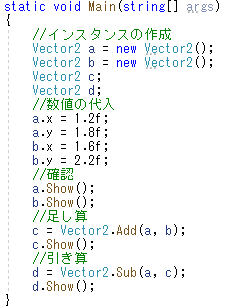 static void Main(string[] args)
{
//インスタンスの作成
Vector2 a = new Vector2();
Vector2 b = new Vector2();
Vector2 c;
Vector2 d;
//数値の代入
a.x = 1.2f;
a.y = 1.8f;
b.x = 1.6f;
b.y = 2.2f;
//確認
a.Show();
b.Show();
//足し算
c = Vector2.Add(a, b);
c.Show();
//引き算
d = Vector2.Sub(a, c);
d.Show();
}